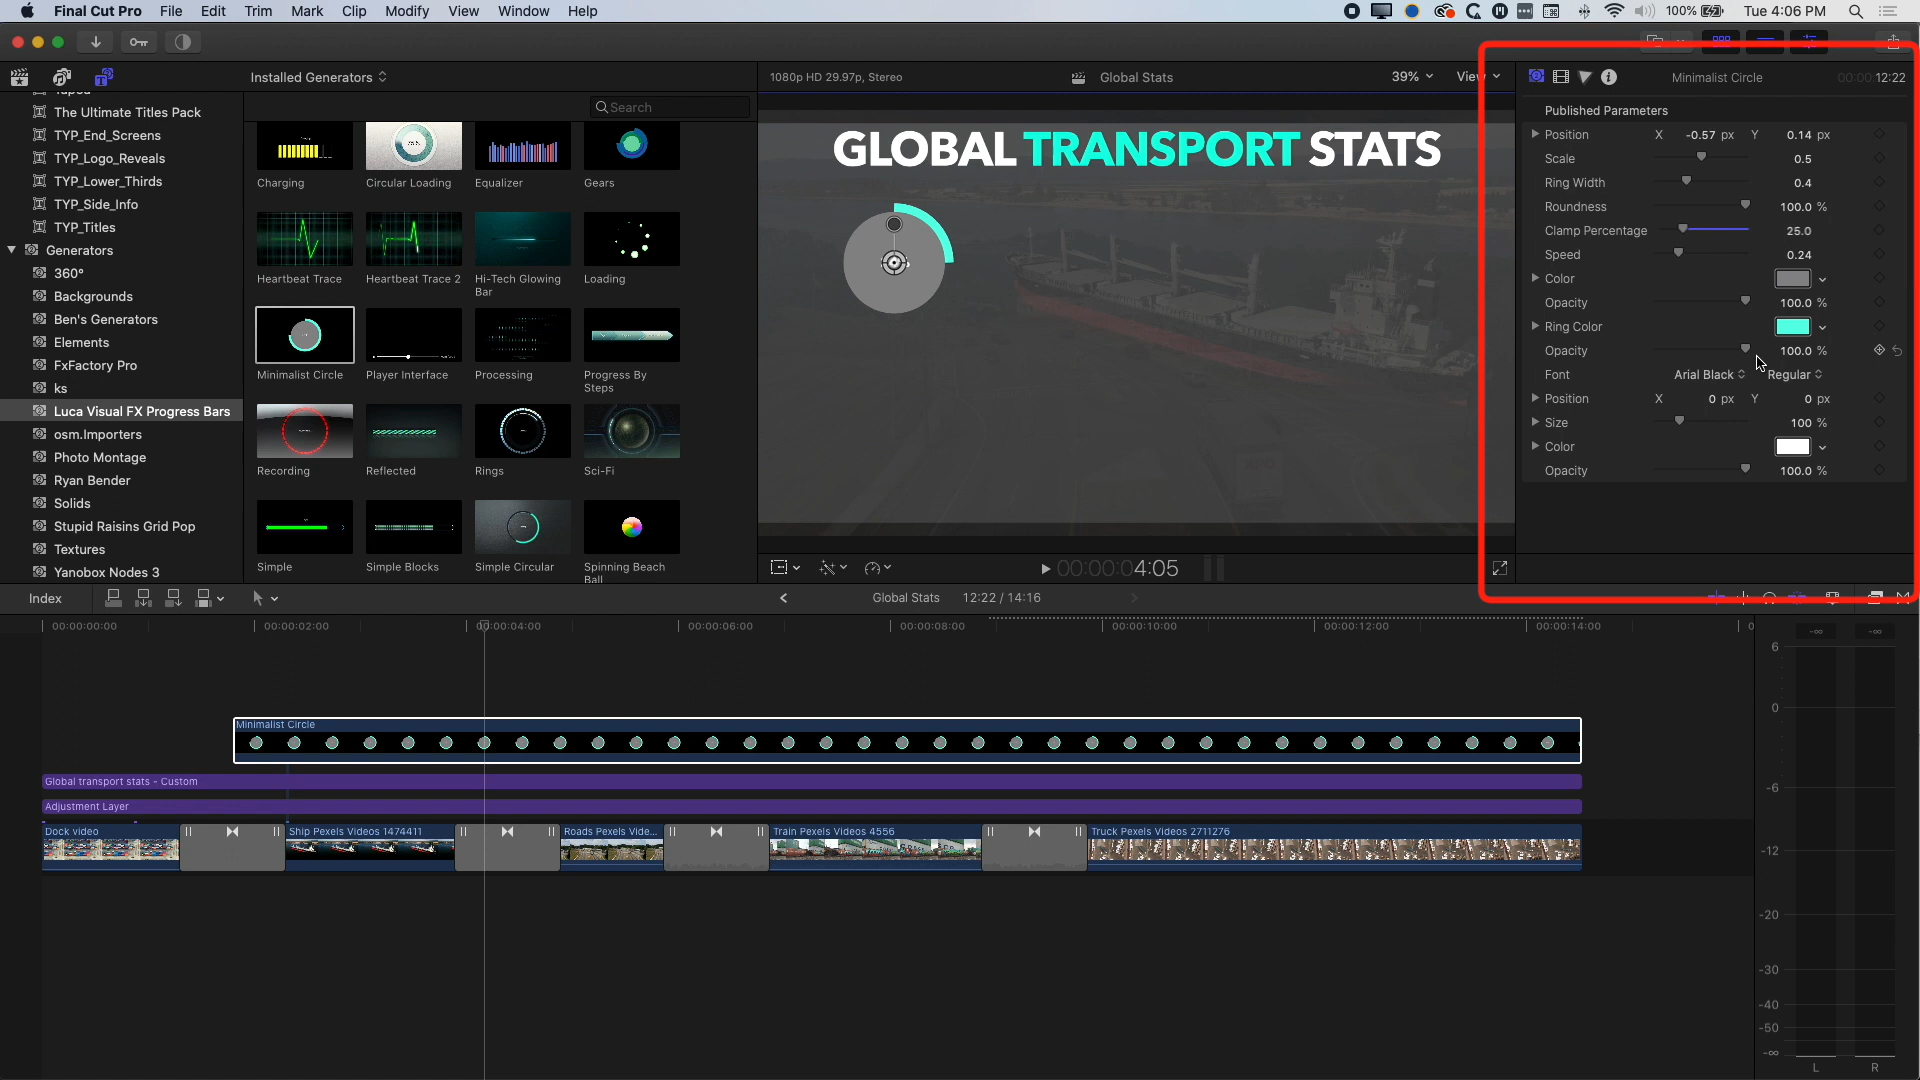 Final Cut Pro File Edit Trim Mark Clip Modify View Window Help 100% Tue 4:06 PM
Installed Generators 1080p HD 29.97p, Stereo Global Stats 39% View Minimalist Circle 00:00:12:22
Search
The Ultimate Titles Pack
TYP_End_Screens
TYP_Logo_Reveals
TYP_Lower_Thirds
TYP_Side_Info
TYP_Titles
Generators
360°
Backgrounds
Ben's Generators
Elements
FxFactory Pro
ks
Luca Visual FX Progress Bars
osm.Importers
Photo Montage
Ryan Bender
Solids
Stupid Raisins Grid Pop
Textures
Yanobox Nodes 3
Charging Circular Loading Equalizer Gears
Heartbeat Trace Heartbeat Trace 2 Hi-Tech Glowing Bar Loading
Minimalist Circle Player Interface Processing Progress By Steps
Recording Reflected Rings Sci-Fi
Simple Simple Blocks Simple Circular Spinning Beach Ball
GLOBAL TRANSPORT STATS
00:00:04:05
Published Parameters
Position X -0.57 px Y 0.14 px
Scale 0.5
Ring Width 0.4
Roundness 100.0 %
Clamp Percentage 25.0
Speed 0.24
Color
Opacity 100.0 %
Ring Color
Opacity 100.0 %
Font Arial Black Regular
Position X 0 px Y 0 px
Size 100 %
Color
Opacity 100.0 %
Index Global Stats 12:22 / 14:16
00:00:00:00 00:00:02:00 00:00:04:00 00:00:06:00 00:00:08:00 00:00:10:00 00:00:12:00 00:00:14:00
Minimalist Circle
Global transport stats - Custom
Adjustment Layer
Dock video Ship Pexels Videos 1474411 Roads Pexels Vide... Train Pexels Videos 4556 Truck Pexels Videos 2711276
-∞ -∞
6
0
-6
-12
-20
-30
-40
-50
-∞
L R